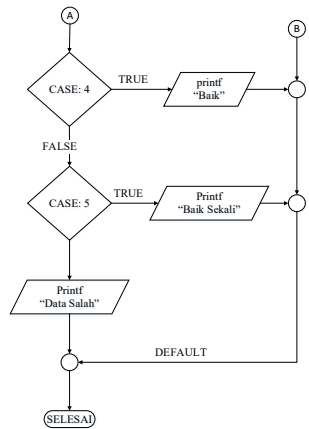 A
B
CASE: 4
TRUE
printf
“Baik”
FALSE
CASE: 5
TRUE
Printf
“Baik Sekali”
Printf
“Data Salah”
DEFAULT
SELESAI